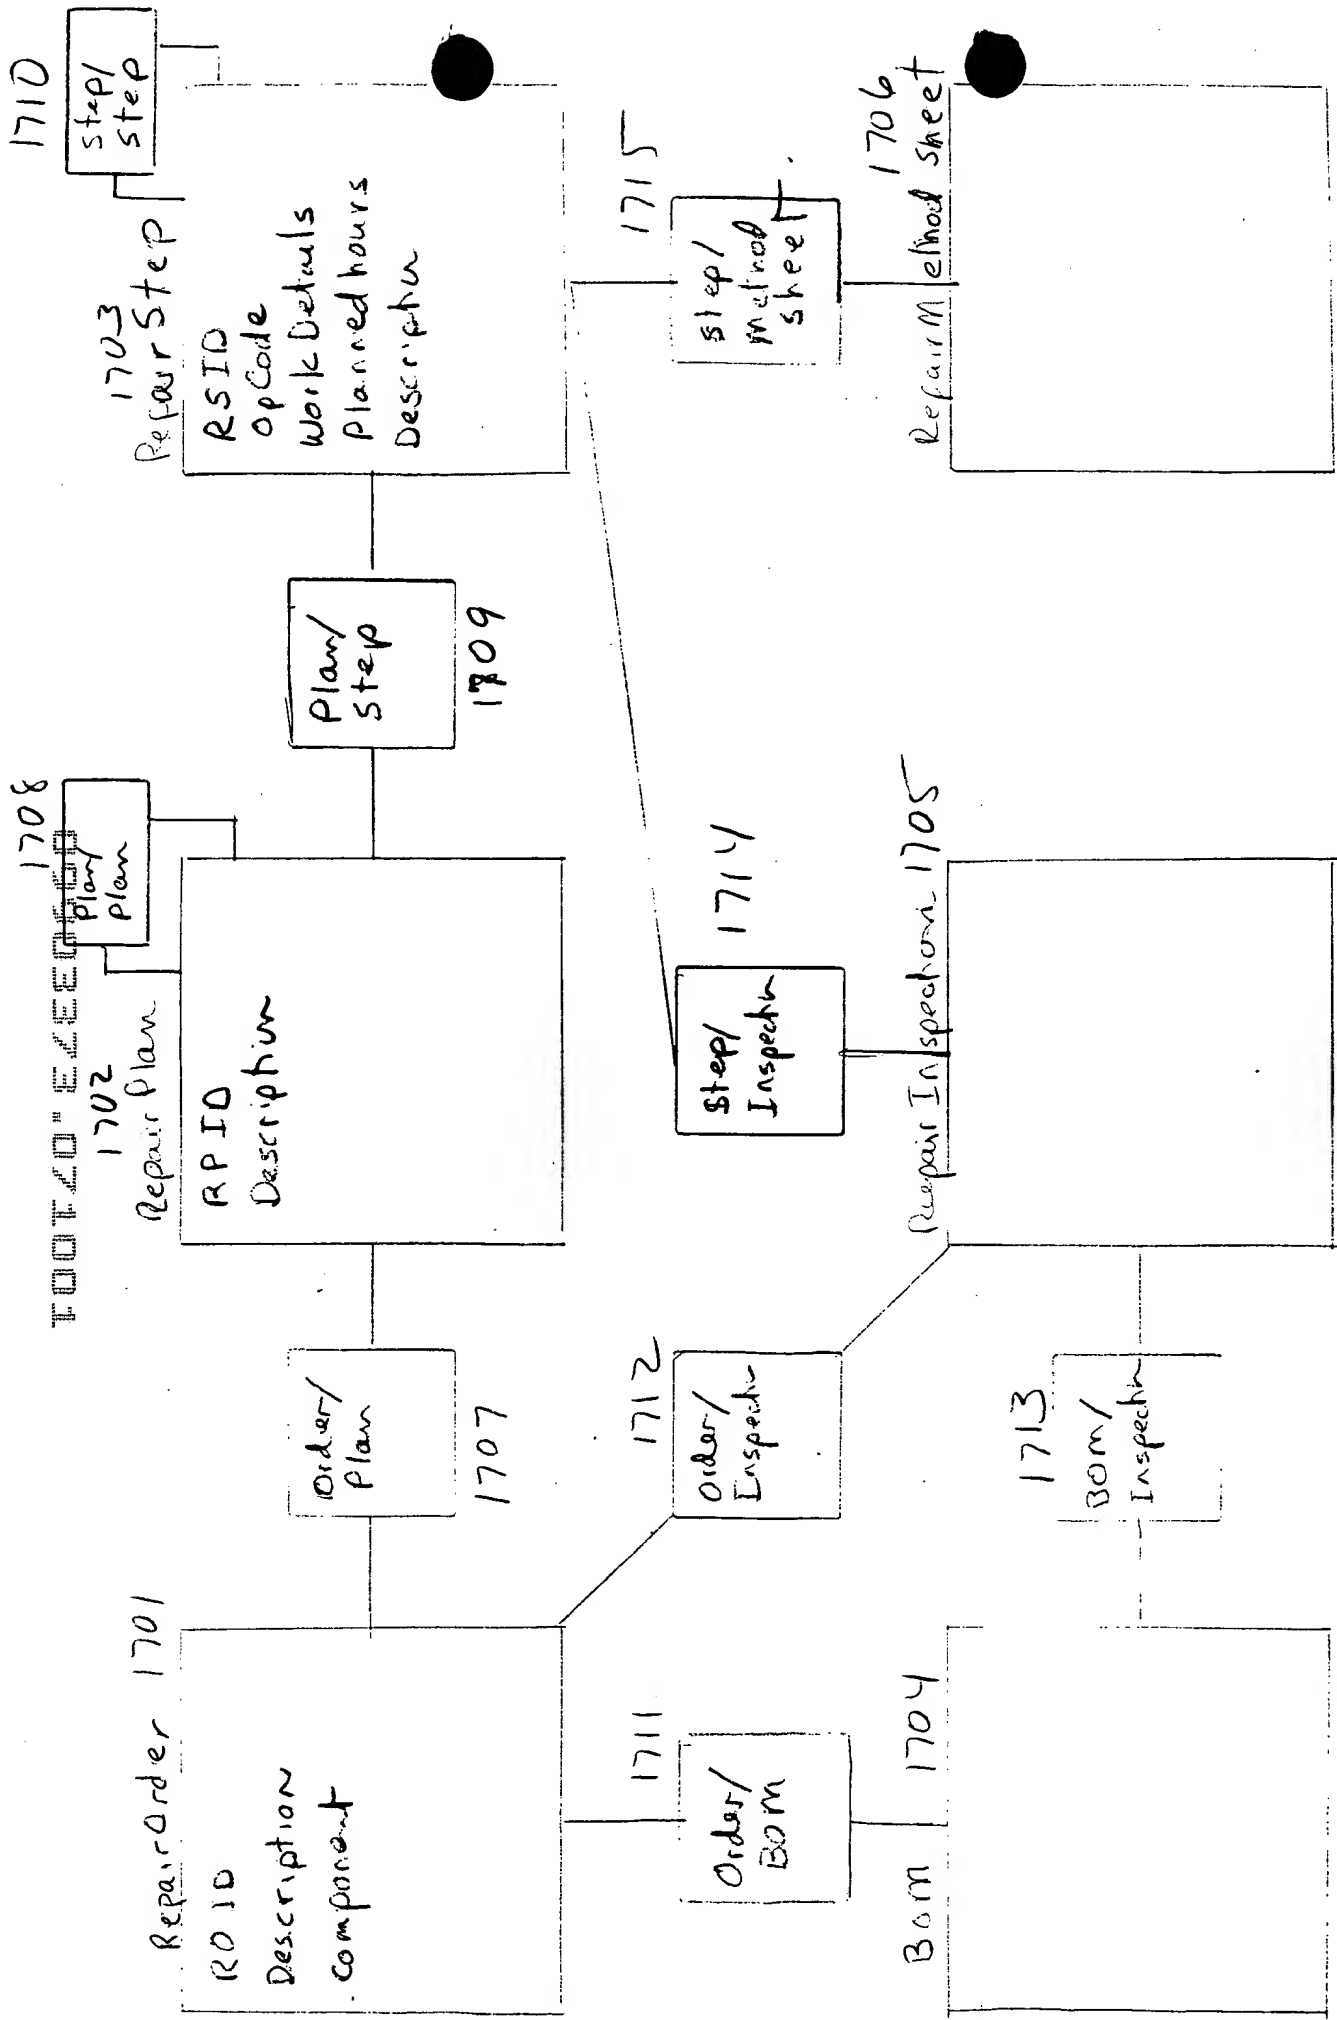 TOOTZO" EZEEO660
1708
Plan/
Plan
1710
Step/
Step
Repair Order 1701
ROID
Description
component
1702
Repair Plan
RPID
Description
1703
Repair Step
RSID
OpCode
Work Details
Planned hours
Description
Order/
Plan
1707
Plan/
Step
1709
1711
Order/
BOM
1712
Order/
Inspection
Step/
Inspection
1714
1715
Step/
Method
Sheet
Bom 1704
1713
BOM/
Inspection
Repair Inspection 1705
1706
Repair Method Sheet